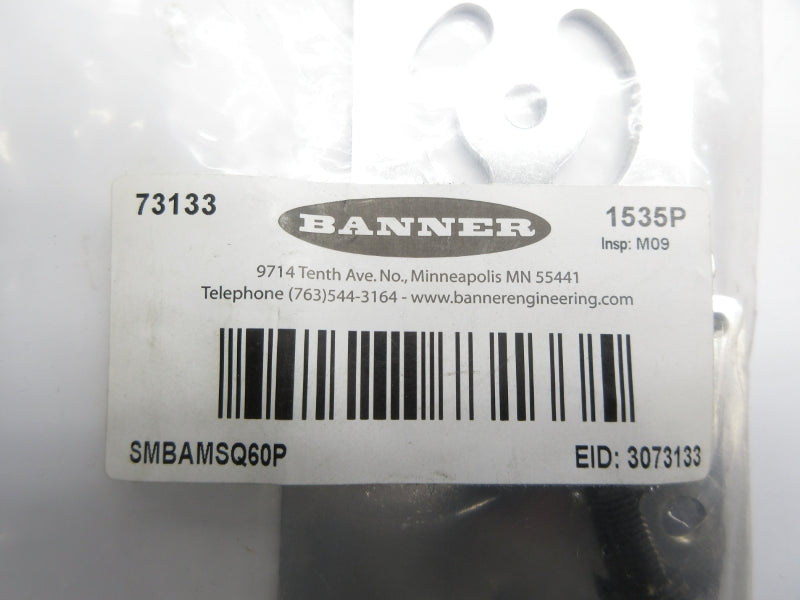 73133
BANNER
1535P
Insp: M09
9714 Tenth Ave. No., Minneapolis MN 55441
Telephone (763)544-3164 - www.bannerengineering.com
SMBAMSQ60P
EID: 3073133